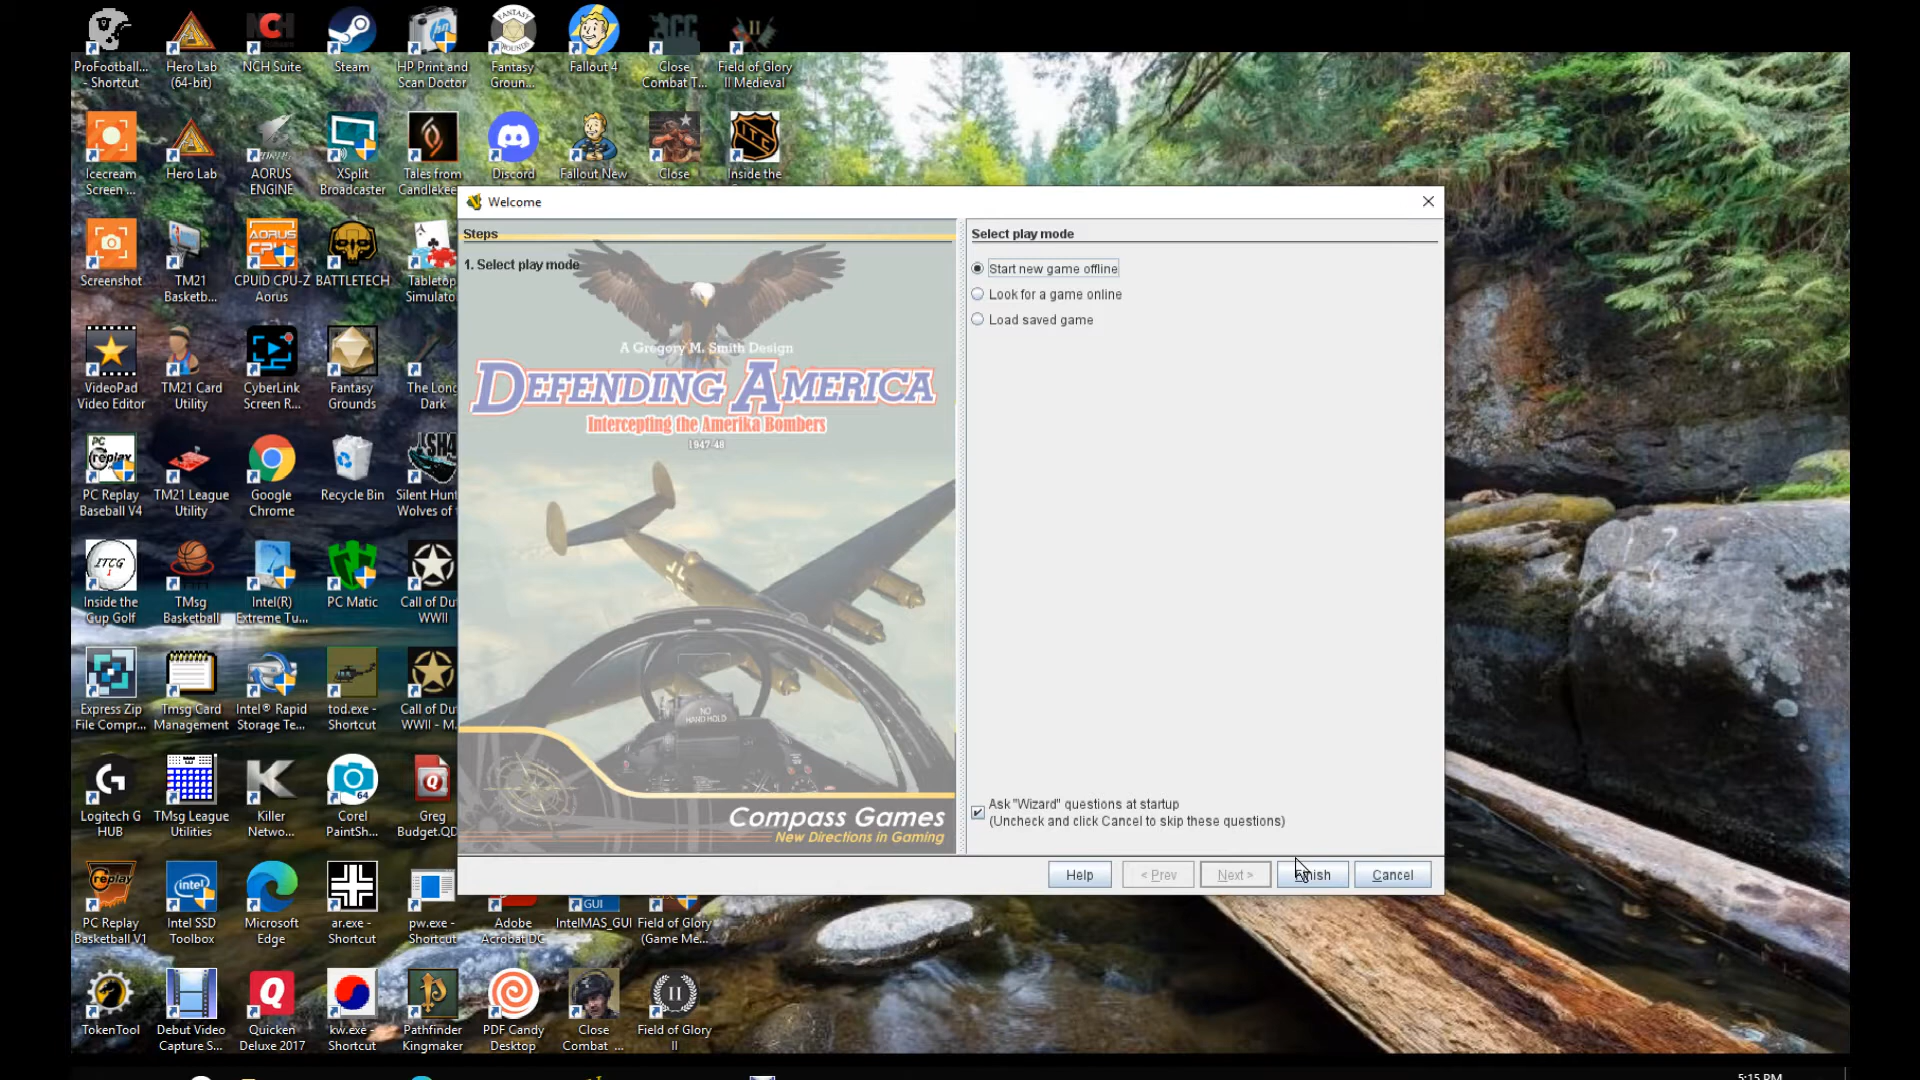 ProFootball...
- Shortcut
Hero Lab
(64-bit)
NCH Suite
Steam
HP Print and
Scan Doctor
Fantasy
Groun...
Fallout 4
Close
Combat T...
Field of Glory
II Medieval
Icecream
Screen ...
Hero Lab
AORUS
ENGINE
XSplit
Broadcaster
Tales from
Candlekee
Discord
Fallout New
Close
Inside the
Screenshot
TM21
Basketb...
CPUID CPU-Z
Aorus
BATTLETECH
Tabletop
Simulato
VideoPad
Video Editor
TM21 Card
Utility
CyberLink
Screen R...
Fantasy
Grounds
The Long
Dark
PC Replay
Baseball V4
TM21 League
Utility
Google
Chrome
Recycle Bin
Silent Hunt
Wolves of t
Inside the
Cup Golf
TMsg
Basketball
Intel(R)
Extreme Tu...
PC Matic
Call of Du
WWII
Express Zip
File Compr...
Tmsg Card
Management
Intel® Rapid
Storage Te...
tod.exe -
Shortcut
Call of Du
WWII - M
Logitech G
HUB
TMsg League
Utilities
Killer
Netwo...
Corel
PaintSh...
Greg
Budget.QD
PC Replay
Basketball V1
Intel SSD
Toolbox
Microsoft
Edge
ar.exe -
Shortcut
pw.exe -
Shortcut
Adobe
Acrobat DC
IntelMAS_GUI
Field of Glory
(Game Me...
TokenTool
Debut Video
Capture S...
Quicken
Deluxe 2017
kw.exe -
Shortcut
Pathfinder
Kingmaker
PDF Candy
Desktop
Close
Combat ...
Field of Glory
II
Welcome
Steps
1. Select play mode
A Gregory M. Smith Design
DEFENDING AMERICA
Intercepting the Amerika Bombers
1947-48
NO
HAND HOLD
Compass Games
New Directions in Gaming
Select play mode
Start new game offline
Look for a game online
Load saved game
Ask "Wizard" questions at startup
(Uncheck and click Cancel to skip these questions)
Help
< Prev
Next >
Finish
Cancel
5:15 PM